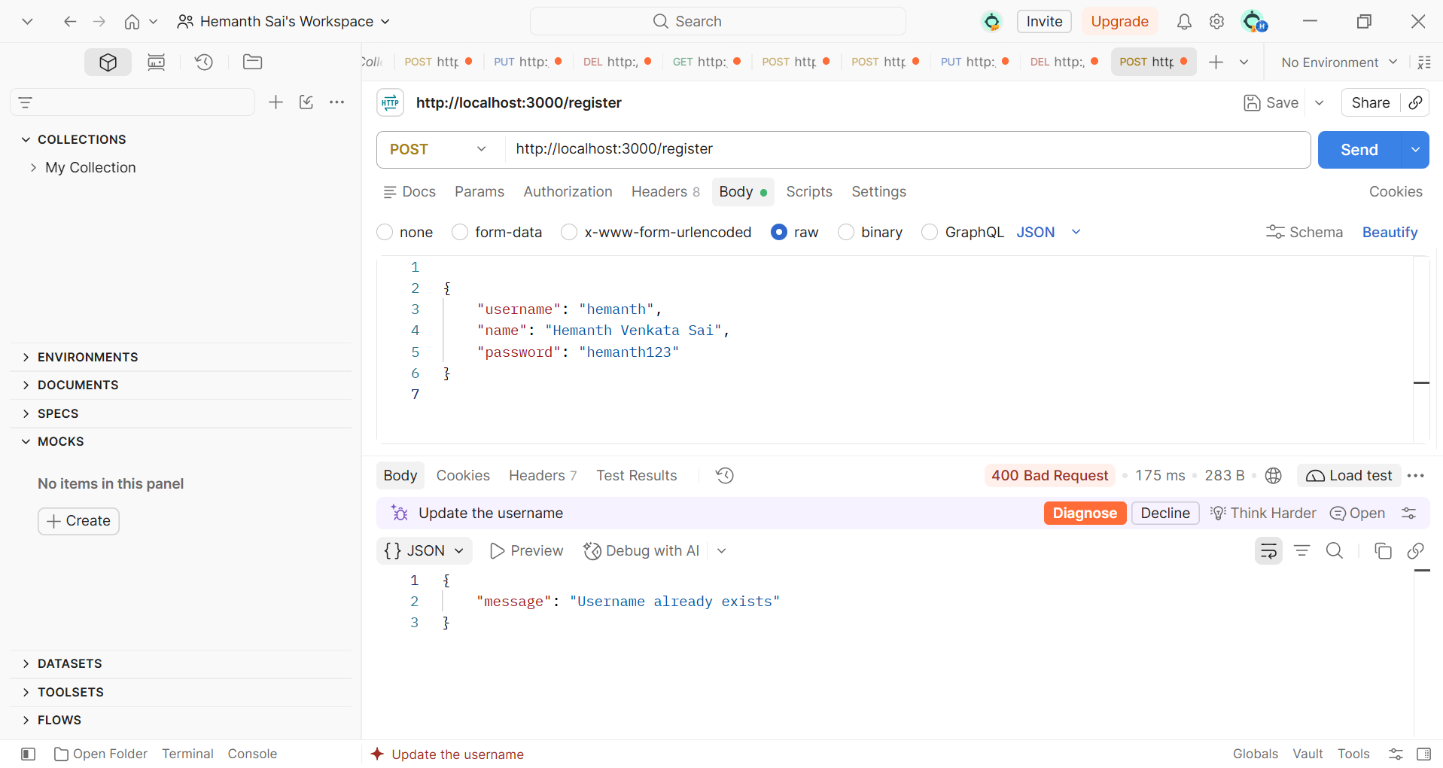 Hemanth Sai's Workspace
Search
Invite
Upgrade
POST
PUT http:
DEL http:
GET http:
POST
POST
PUT http:
DEL http:
POST
No Environment
HTTP
http://localhost:3000/register
Save
Share
COLLECTIONS
My Collection
POST
http://localhost:3000/register
Send
Docs
Params
Authorization
Headers 8
Body
Scripts
Settings
Cookies
none
form-data
x-www-form-urlencoded
raw
binary
GraphQL
JSON
Schema
Beautify
1
2 {
3 "username": "hemanth",
4 "name": "Hemanth Venkata Sai",
5 "password": "hemanth123"
6 }
7
ENVIRONMENTS
DOCUMENTS
SPECS
MOCKS
No items in this panel
Create
Body
Cookies
Headers 7
Test Results
400 Bad Request
175 ms
283 B
Load test
Update the username
Diagnose
Decline
Think Harder
Open
{} JSON
Preview
Debug with AI
1 {
2 "message": "Username already exists"
3 }
DATASETS
TOOLSETS
FLOWS
Open Folder
Terminal
Console
Update the username
Globals
Vault
Tools